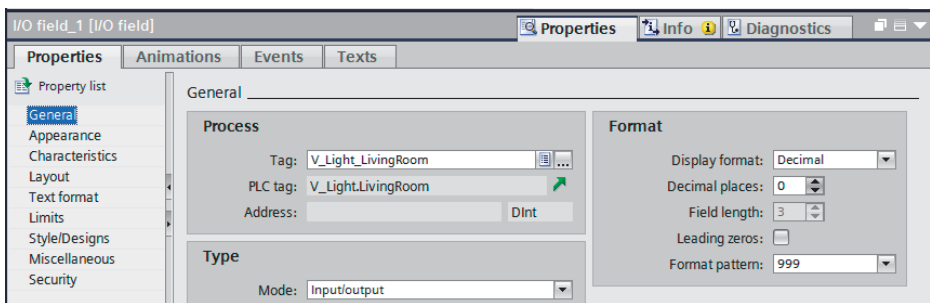 I/O field_1 [I/O field]
Properties Info Diagnostics
Properties Animations Events Texts
Property list
General
Appearance
Characteristics
Layout
Text format
Limits
Style/Designs
Miscellaneous
Security
General
Process
Tag: V_Light_LivingRoom ...
PLC tag: V_Light.LivingRoom
Address: DInt
Type
Mode: Input/output
Format
Display format: Decimal
Decimal places: 0
Field length: 3
Leading zeros:
Format pattern: 999